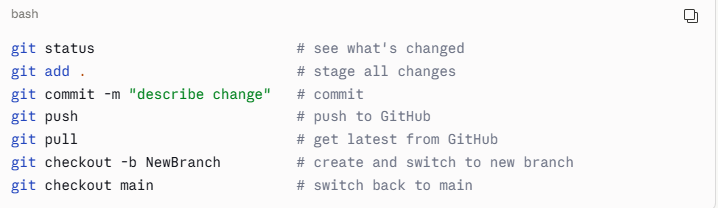 bash
git status # see what's changed
git add . # stage all changes
git commit -m "describe change" # commit
git push # push to GitHub
git pull # get latest from GitHub
git checkout -b NewBranch # create and switch to new branch
git checkout main # switch back to main